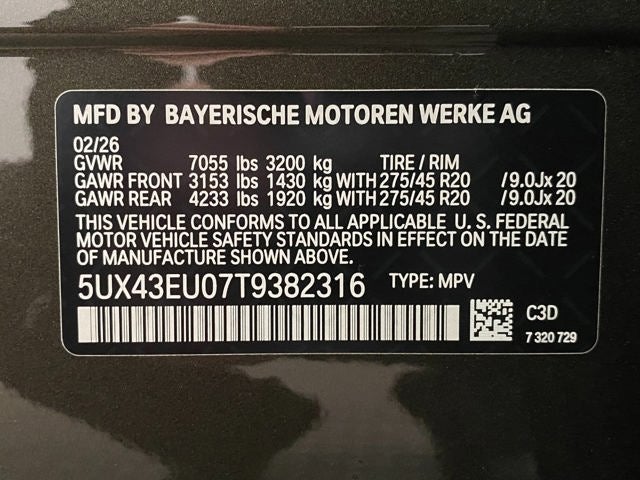 MFD BY BAYERISCHE MOTOREN WERKE AG
02/26
GVWR 7055 lbs 3200 kg TIRE / RIM
GAWR FRONT 3153 lbs 1430 kg WITH 275/45 R20 / 9.0Jx 20
GAWR REAR 4233 lbs 1920 kg WITH 275/45 R20 / 9.0Jx 20
THIS VEHICLE CONFORMS TO ALL APPLICABLE U. S. FEDERAL
MOTOR VEHICLE SAFETY STANDARDS IN EFFECT ON THE DATE
OF MANUFACTURE SHOWN ABOVE.
5UX43EU07T9382316 TYPE: MPV
C3D
7 320 729